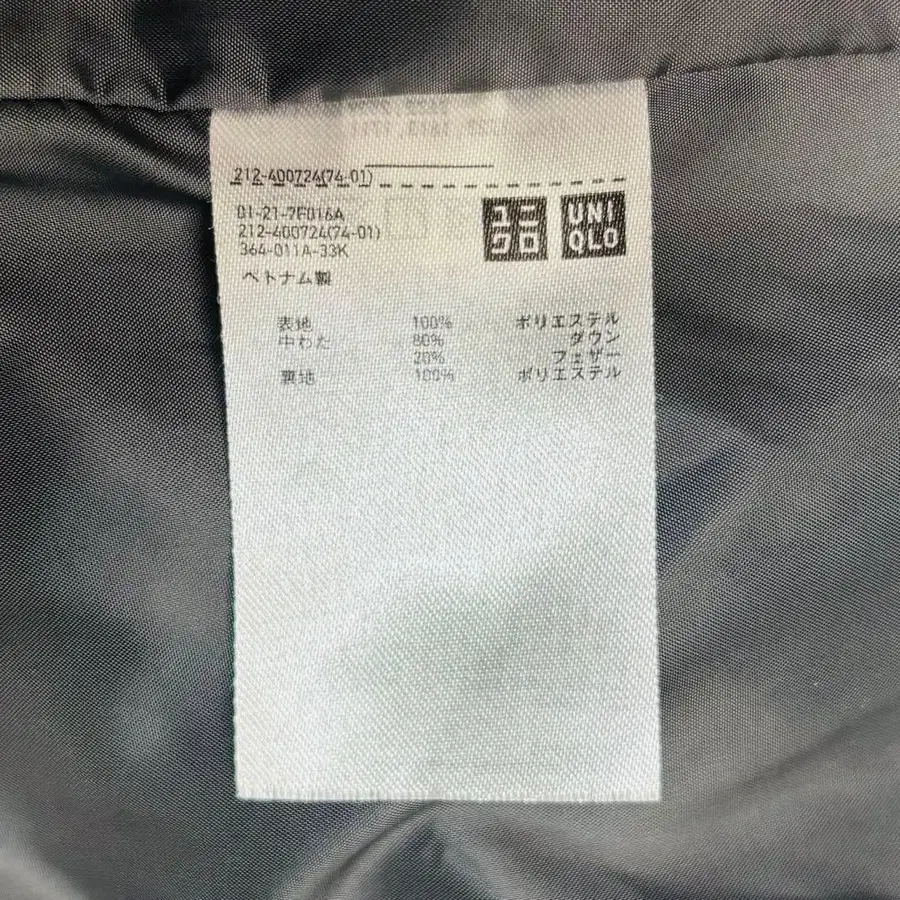 212-400724(74-01)
01-21-7F016A
212-400724(74-01)
364-011A-33K
ユニクロ
UNIQLO
ベトナム製
表地 100% ポリエステル
中わた 80% ダウン
20% フェザー
裏地 100% ポリエステル